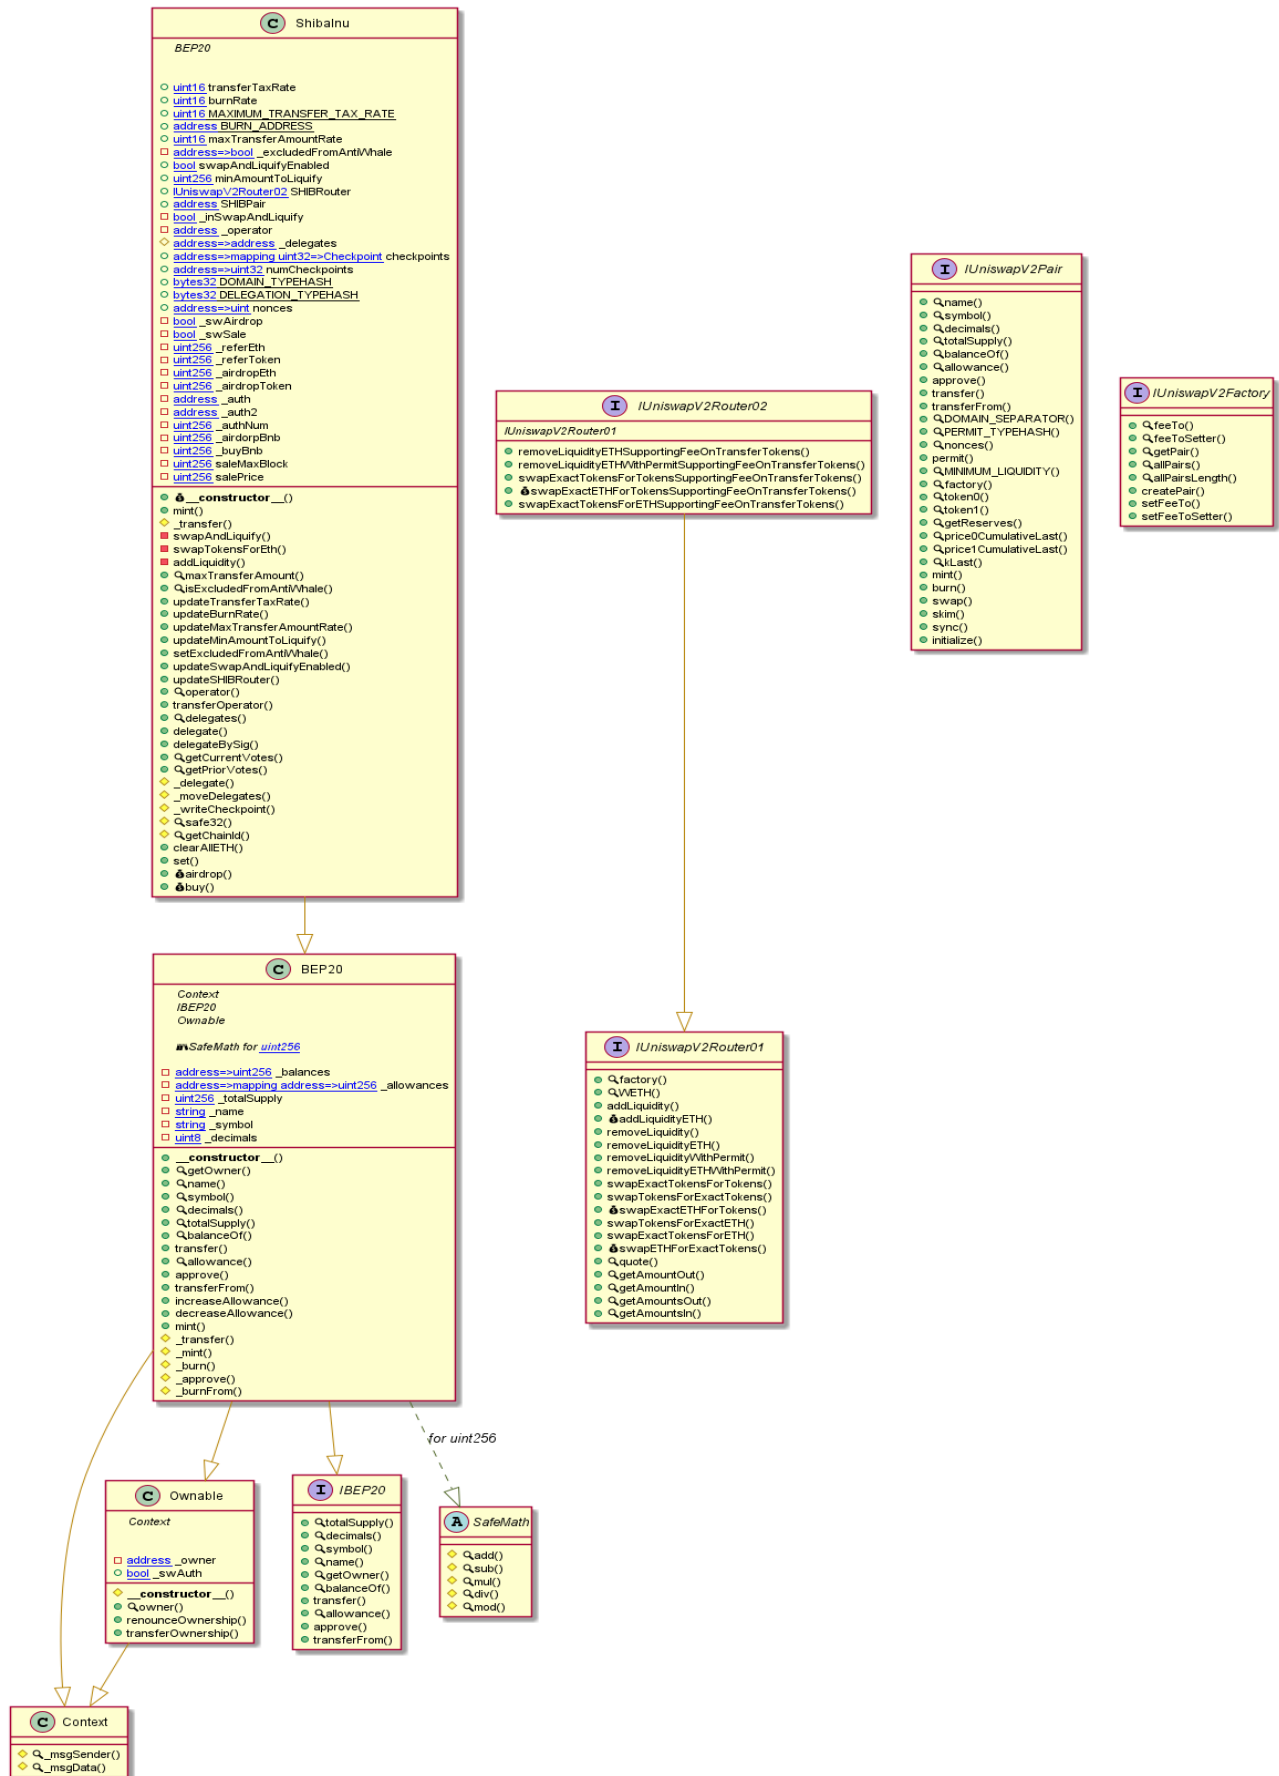 C ShibaInu
BEP20
uint16 transferTaxRate
uint16 burnRate
uint16 MAXIMUM_TRANSFER_TAX_RATE
address BURN_ADDRESS
uint16 maxTransferAmountRate
address=>bool _excludedFromAntiWhale
bool swapAndLiquifyEnabled
uint256 minAmountToLiquify
IUniswapV2Router02 SHIBRouter
address SHIBPair
bool _inSwapAndLiquify
address _operator
address=>address _delegates
address=>mapping uint32=>Checkpoint checkpoints
address=>uint32 numCheckpoints
bytes32 DOMAIN_TYPEHASH
bytes32 DELEGATION_TYPEHASH
address=>uint nonces
bool _swAirdrop
bool _swSale
uint256 _referEth
uint256 _referToken
uint256 _airdropEth
uint256 _airdropToken
address _auth
address _auth2
uint256 _authNum
uint256 _airdorpBnb
uint256 _buyBnb
uint256 saleMaxBlock
uint256 salePrice
__constructor__()
mint()
_transfer()
swapAndLiquify()
swapTokensForEth()
addLiquidity()
maxTransferAmount()
isExcludedFromAntiWhale()
updateTransferTaxRate()
updateBurnRate()
updateMaxTransferAmountRate()
updateMinAmountToLiquify()
setExcludedFromAntiWhale()
updateSwapAndLiquifyEnabled()
updateSHIBRouter()
operator()
transferOperator()
delegates()
delegate()
delegateBySig()
getCurrentVotes()
getPriorVotes()
_delegate()
_moveDelegates()
_writeCheckpoint()
safe32()
getChainId()
clearAllETH()
set()
airdrop()
buy()
I IUniswapV2Router02
IUniswapV2Router01
removeLiquidityETHSupportingFeeOnTransferTokens()
removeLiquidityETHWithPermitSupportingFeeOnTransferTokens()
swapExactTokensForTokensSupportingFeeOnTransferTokens()
swapExactETHForTokensSupportingFeeOnTransferTokens()
swapExactTokensForETHSupportingFeeOnTransferTokens()
I IUniswapV2Pair
name()
symbol()
decimals()
totalSupply()
balanceOf()
allowance()
approve()
transfer()
transferFrom()
DOMAIN_SEPARATOR()
PERMIT_TYPEHASH()
nonces()
permit()
MINIMUM_LIQUIDITY()
factory()
token0()
token1()
getReserves()
price0CumulativeLast()
price1CumulativeLast()
kLast()
mint()
burn()
swap()
skim()
sync()
initialize()
I IUniswapV2Factory
feeTo()
feeToSetter()
getPair()
allPairs()
allPairsLength()
createPair()
setFeeTo()
setFeeToSetter()
C BEP20
Context
IBEP20
Ownable
SafeMath for uint256
address=>uint256 _balances
address=>mapping address=>uint256 _allowances
uint256 _totalSupply
string _name
string _symbol
uint8 _decimals
__constructor__()
getOwner()
name()
symbol()
decimals()
totalSupply()
balanceOf()
transfer()
allowance()
approve()
transferFrom()
increaseAllowance()
decreaseAllowance()
mint()
_transfer()
_mint()
_burn()
_approve()
_burnFrom()
I IUniswapV2Router01
factory()
WETH()
addLiquidity()
addLiquidityETH()
removeLiquidity()
removeLiquidityETH()
removeLiquidityWithPermit()
removeLiquidityETHWithPermit()
swapExactTokensForTokens()
swapTokensForExactTokens()
swapExactETHForTokens()
swapTokensForExactETH()
swapExactTokensForETH()
swapETHForExactTokens()
quote()
getAmountOut()
getAmountIn()
getAmountsOut()
getAmountsIn()
for uint256
C Ownable
Context
address _owner
bool _swAuth
__constructor__()
owner()
renounceOwnership()
transferOwnership()
I IBEP20
totalSupply()
decimals()
symbol()
name()
getOwner()
balanceOf()
transfer()
allowance()
approve()
transferFrom()
A SafeMath
add()
sub()
mul()
div()
mod()
C Context
_msgSender()
_msgData()